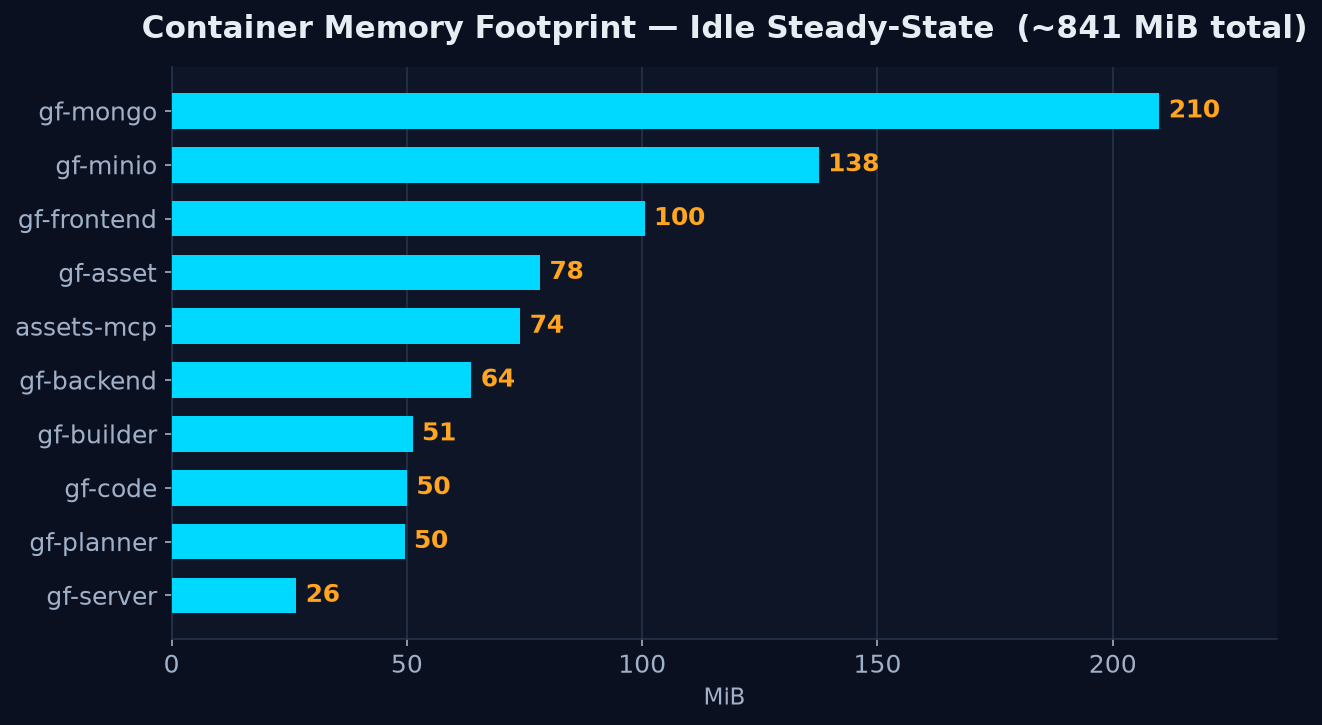 Container Memory Footprint — Idle Steady-State (~841 MiB total)
gf-mongo 210
gf-minio 138
gf-frontend 100
gf-asset 78
assets-mcp 74
gf-backend 64
gf-builder 51
gf-code 50
gf-planner 50
gf-server 26
0 50 100 150 200
MiB